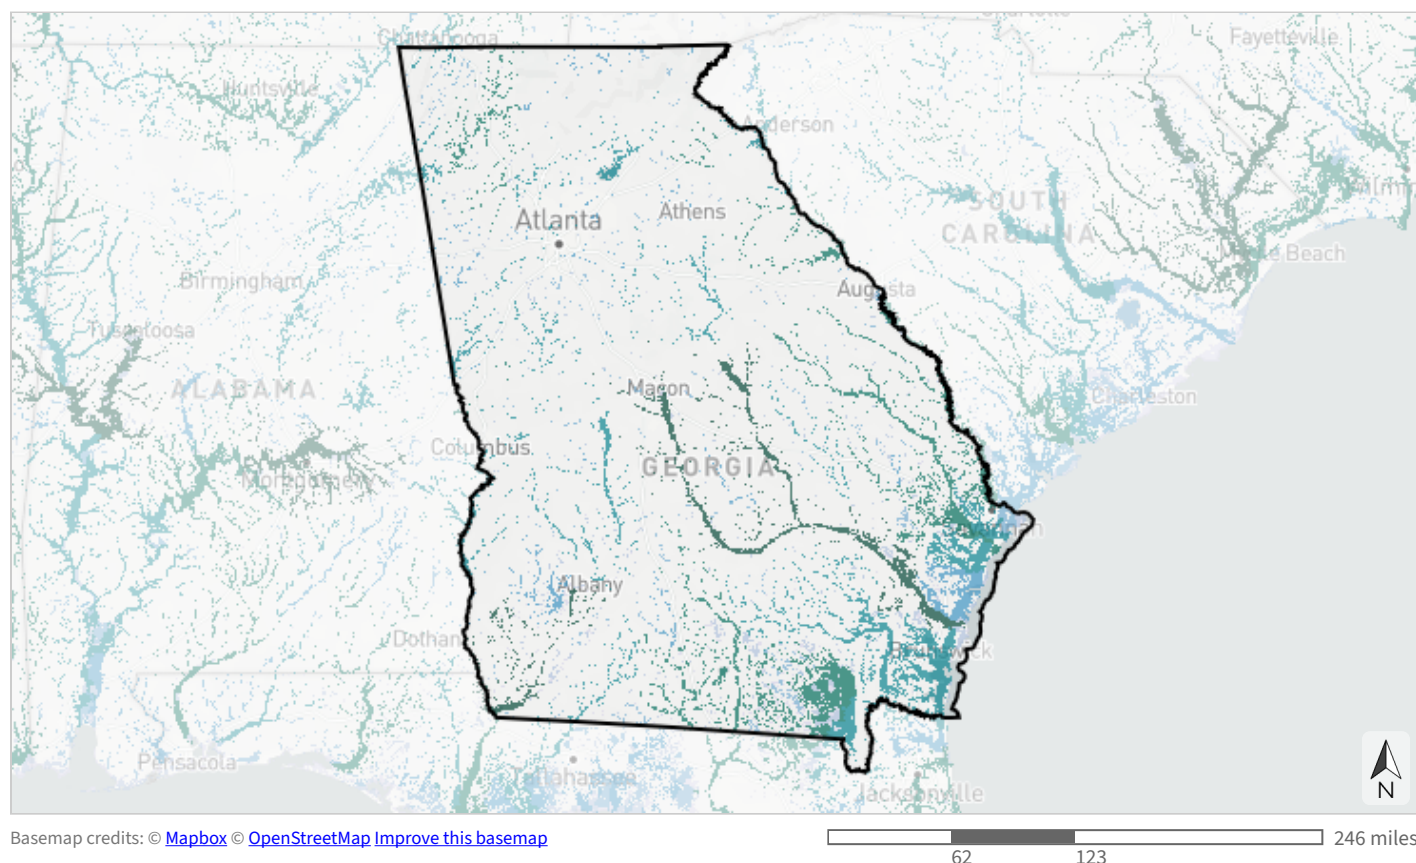 Chattanooga
Fayetteville
Huntsville
Anderson
SOUTH
CAROLINA
Atlanta
Athens
Myrtle Beach
Birmingham
Augusta
Tuscaloosa
Macon
ALABAMA
Charleston
Columbus
GEORGIA
Montgomery
Albany
Dothan
Brunswick
Pensacola
Tallahassee
Jacksonville
N
Basemap credits: © Mapbox © OpenStreetMap Improve this basemap
246 miles
62
123